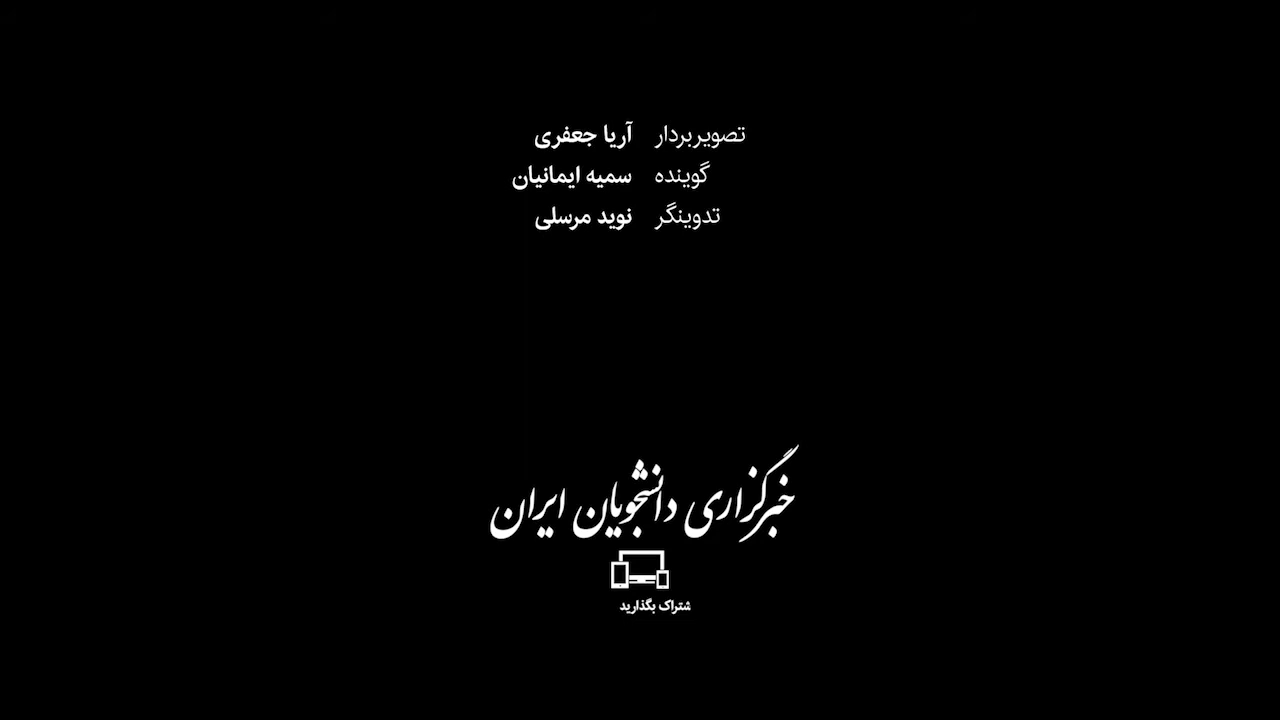 تصویربردار آریا جعفری
گوینده سمیه ایمانیان
تدوینگر نوید مرسلی
خبرگزاری دانشجویان ایران
شتراک بگذارید